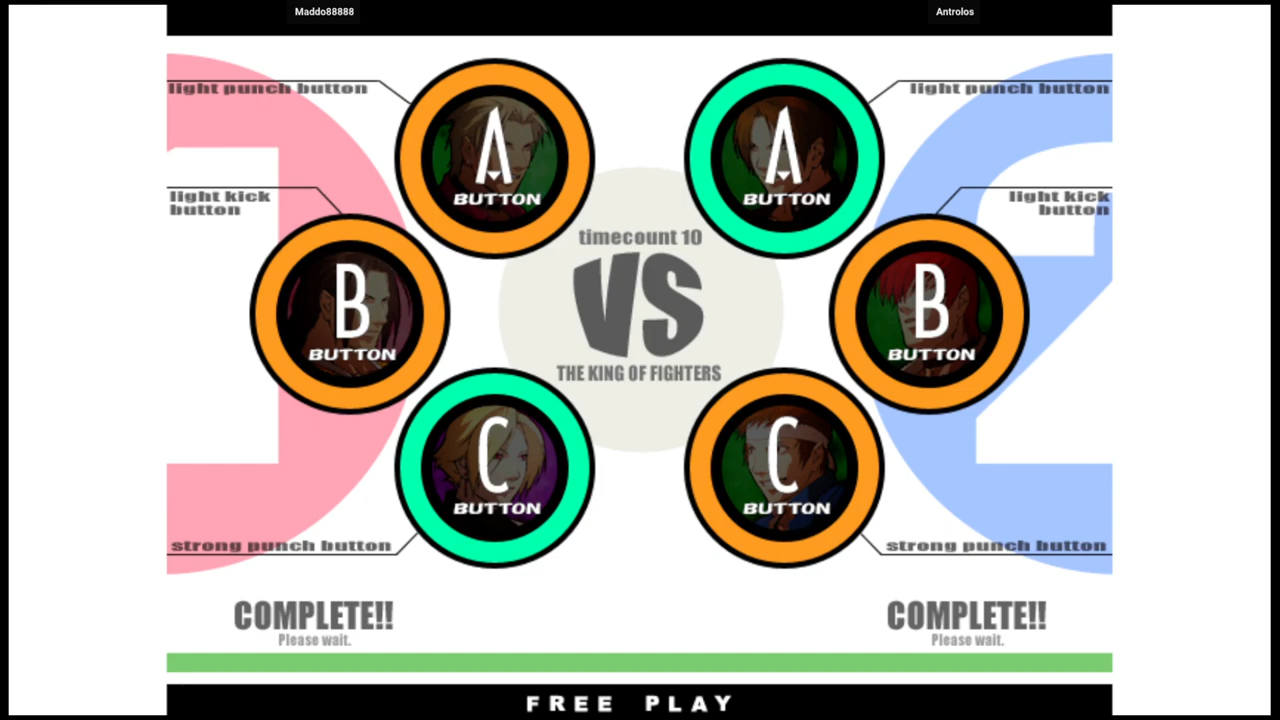 Maddo88888
Antrolos
light punch button
A
BUTTON
A
BUTTON
light punch button
light kick
button
B
BUTTON
timecount 10
VS
THE KING OF FIGHTERS
light kick
button
B
BUTTON
C
BUTTON
C
BUTTON
strong punch button
strong punch button
1
2
COMPLETE!!
Please wait.
COMPLETE!!
Please wait.
FREE PLAY